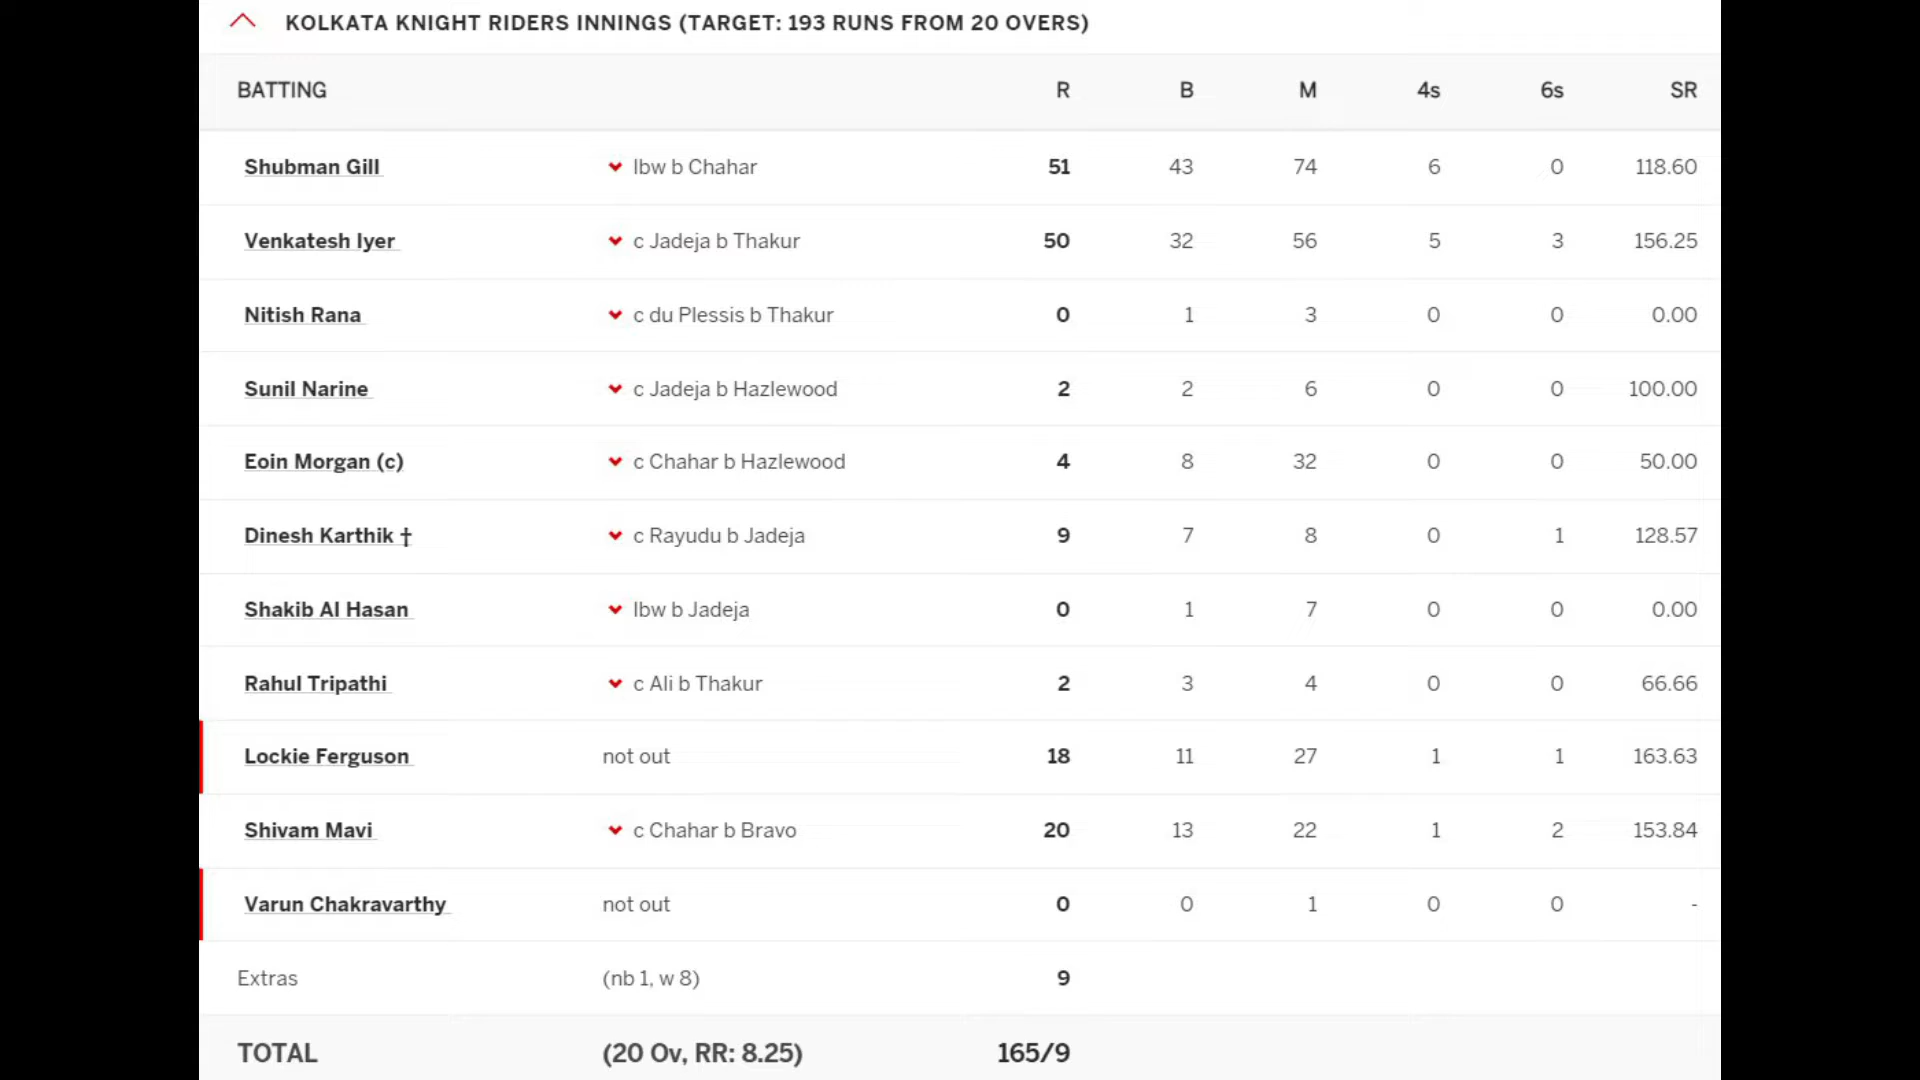 KOLKATA KNIGHT RIDERS INNINGS (TARGET: 193 RUNS FROM 20 OVERS)
BATTING R B M 4s 6s SR
Shubman Gill lbw b Chahar 51 43 74 6 0 118.60
Venkatesh Iyer c Jadeja b Thakur 50 32 56 5 3 156.25
Nitish Rana c du Plessis b Thakur 0 1 3 0 0 0.00
Sunil Narine c Jadeja b Hazlewood 2 2 6 0 0 100.00
Eoin Morgan (c) c Chahar b Hazlewood 4 8 32 0 0 50.00
Dinesh Karthik † c Rayudu b Jadeja 9 7 8 0 1 128.57
Shakib Al Hasan lbw b Jadeja 0 1 7 0 0 0.00
Rahul Tripathi c Ali b Thakur 2 3 4 0 0 66.66
Lockie Ferguson not out 18 11 27 1 1 163.63
Shivam Mavi c Chahar b Bravo 20 13 22 1 2 153.84
Varun Chakravarthy not out 0 0 1 0 0 -
Extras (nb 1, w 8) 9
TOTAL (20 Ov, RR: 8.25) 165/9